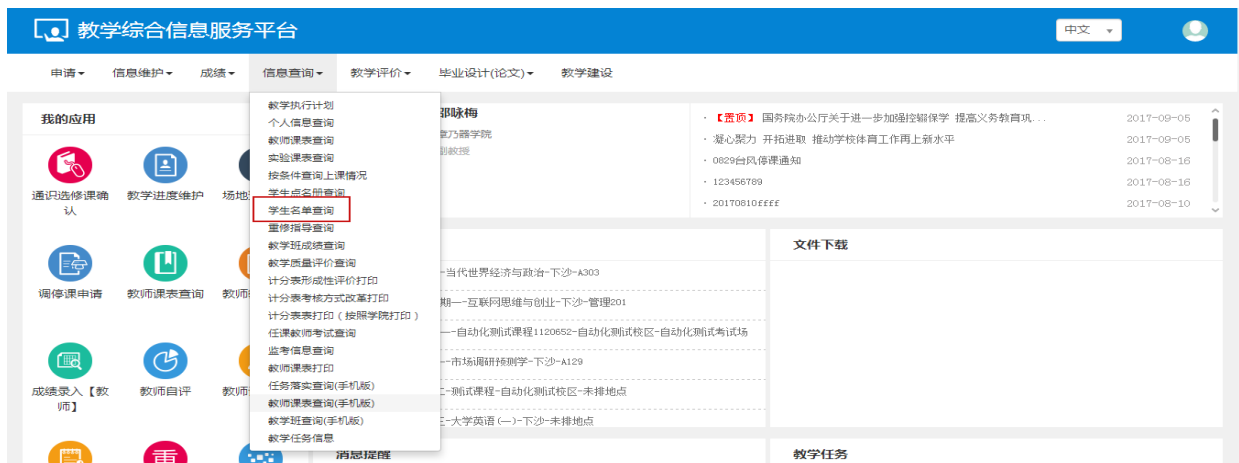 教学综合信息服务平台
中文
申请 信息维护 成绩 信息查询 教学评价 毕业设计(论文) 教学建设
我的应用
通识选修课确认
教学进度维护
场地
调停课申请
教师课表查询
教师
成绩录入【教师】
教师自评
教师
重
教学执行计划
个人信息查询
教师课表查询
实验课表查询
按条件查询上课情况
学生点名册查询
学生名单查询
重修指导查询
教学班成绩查询
教学质量评价查询
计分表形成性评价打印
计分表考核方式改革打印
计分表表打印(按照学院打印)
任课教师考试查询
监考信息查询
教师课表打印
任务落实查询(手机版)
教师课表查询(手机版)
教学班查询(手机版)
教学任务信息
邵咏梅
章乃器学院
副教授
· 【置顶】 国务院办公厅关于进一步加强控辍保学 提高义务教育巩... 2017-09-05
· 凝心聚力 开拓进取 推动学校体育工作再上新水平 2017-09-05
· 0829台风停课通知 2017-08-16
· 123456789 2017-08-16
· 20170810ffff 2017-08-10
-当代世界经济与政治-下沙-A303
期一-互联网思维与创业-下沙-管理201
一-自动化测试课程1120652-自动化测试校区-自动化测试考试场
-市场调研预测学-下沙-A129
二-测试课程-自动化测试校区-未排地点
三-大学英语(一)-下沙-未排地点
文件下载
消息提醒
教学任务